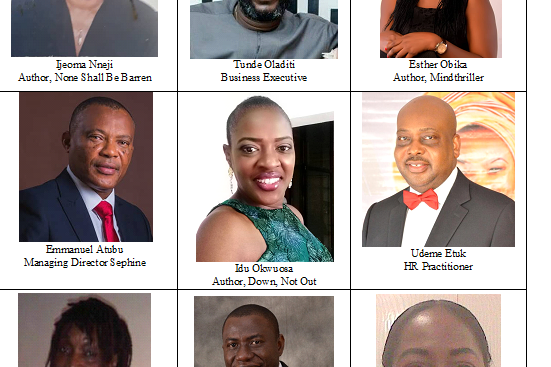 Ijeoma Nneji
Author, None Shall Be Barren
Tunde Oladiti
Business Executive
Esther Obika
Author, Mindthriller
Emmanuel Atubu
Managing Director Sephine
Idu Okwuosa
Author, Down, Not Out
Udeme Etuk
HR Practitioner